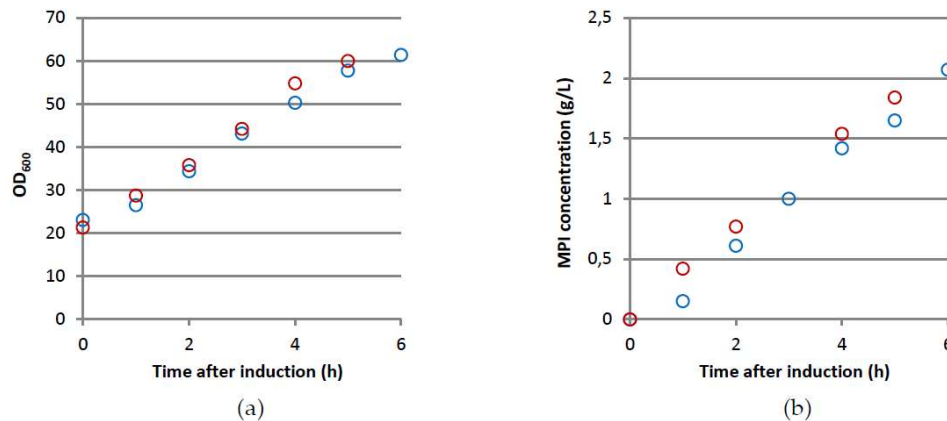 70
60
50
40
30
20
10
0
OD600
0 2 4 6
Time after induction (h)
(a)
2,5
2
1,5
1
0,5
0
MPI concentration (g/L)
0 2 4 6
Time after induction (h)
(b)